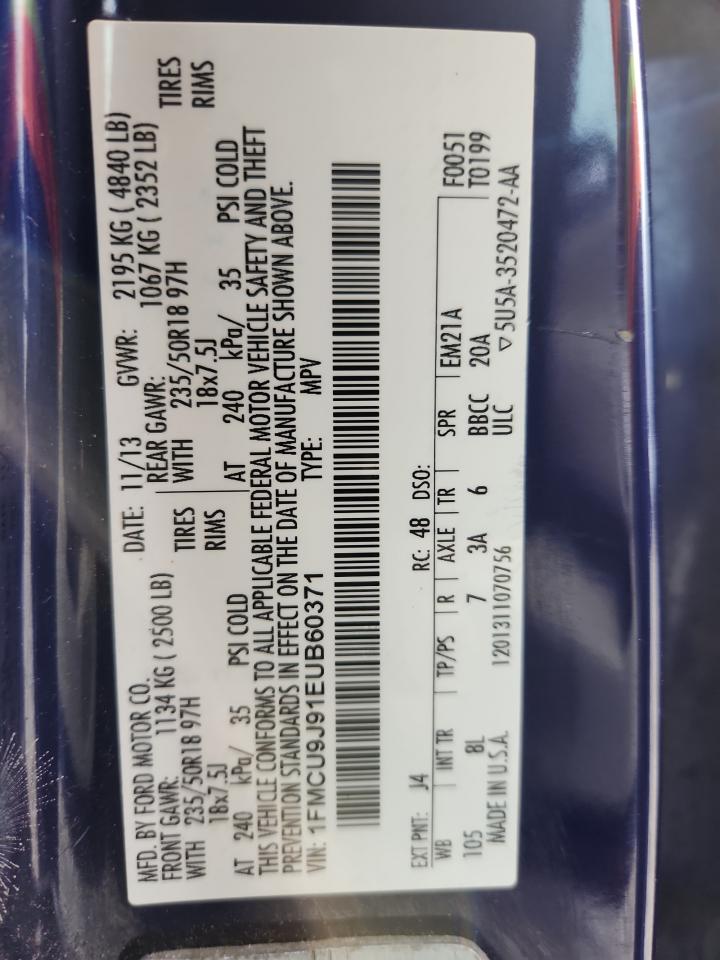 MFD. BY FORD MOTOR CO. DATE: 11/13 GVWR: 2195 KG ( 4840 LB)
FRONT GAWR: 1134 KG ( 2500 LB) REAR GAWR: 1067 KG ( 2352 LB)
WITH 235/50R18 97H TIRES WITH 235/50R18 97H TIRES
18x7.5J RIMS 18x7.5J RIMS
AT 240 kPa/ 35 PSI COLD AT 240 kPa/ 35 PSI COLD
THIS VEHICLE CONFORMS TO ALL APPLICABLE FEDERAL MOTOR VEHICLE SAFETY AND THEFT
PREVENTION STANDARDS IN EFFECT ON THE DATE OF MANUFACTURE SHOWN ABOVE.
VIN: 1FMCU9J91EUB60371 TYPE: MPV
EXT PNT: J4 RC: 48 DSO:
WB INT TR TP/PS R AXLE TR SPR EM21A F0051
105 8L 7 3A 6 BBCC 20A T0199
MADE IN U.S.A. 1201311070756 ULC ▽5U5A-3520472-AA